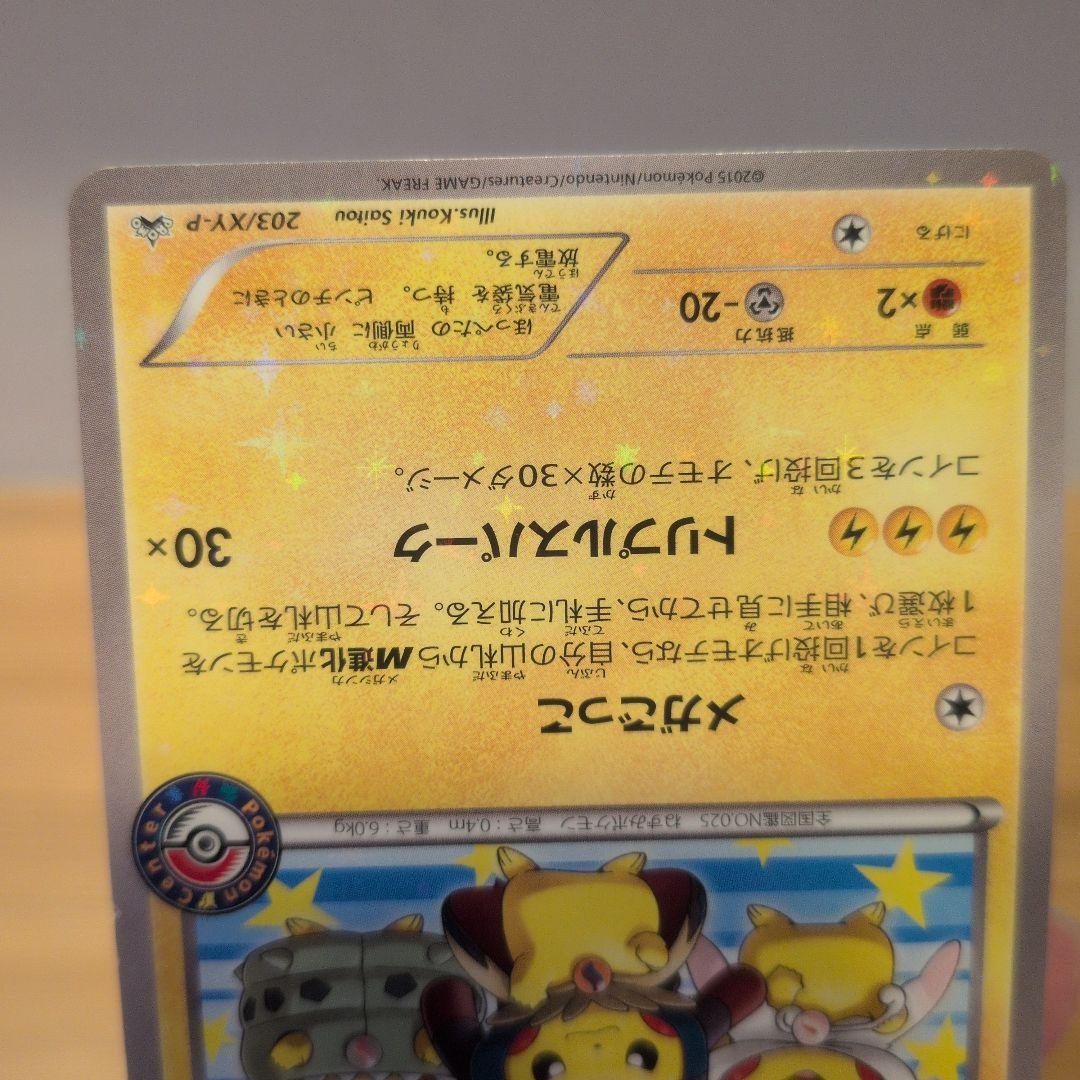 Pokémon Center
全国図鑑NO.025 ねずみポケモン 高さ:0.4m 重さ:6.0kg
メガごっこ
コインを1回投げオモテなら、自分の山札からM進化ポケモンを
1枚選び、相手に見せてから、手札に加える。そして山札を切る。
トリプルスパーク 30×
コインを3回投げ、オモテの数×30ダメージ。
弱点 抵抗力
×2 -20
にげる
ほっぺたの 両側に 小さい
電気袋を 持つ。 ピンチのときに
放電する。
Illus.Kouki Saitou 203/XY-P
©2015 Pokémon/Nintendo/Creatures/GAME FREAK.